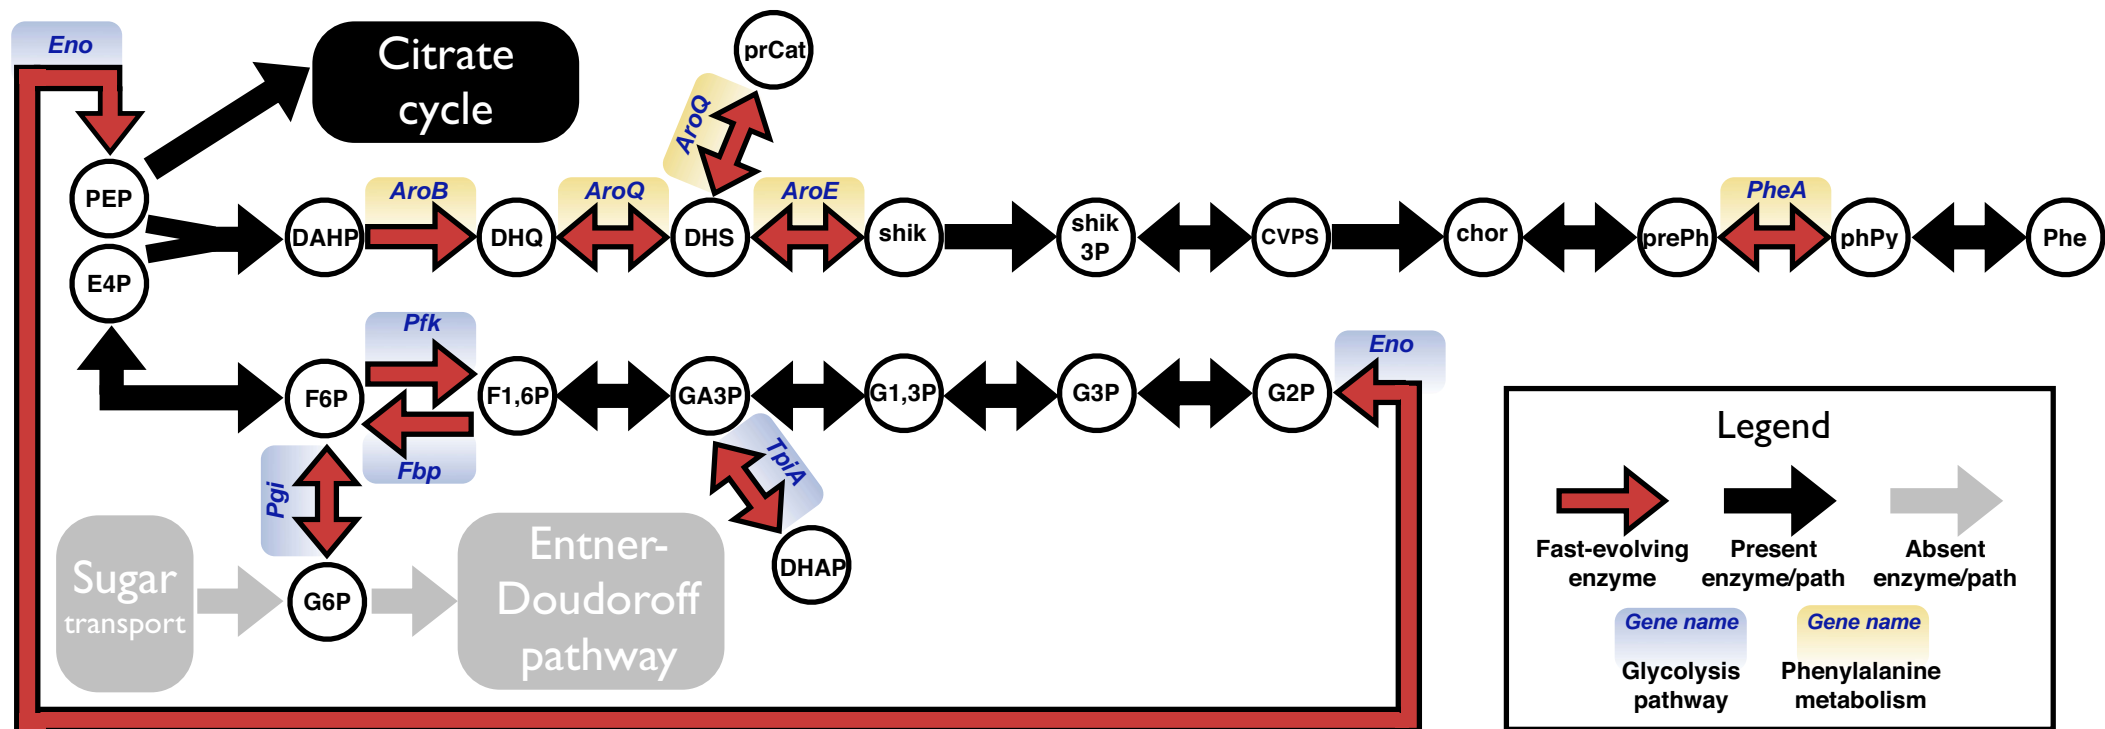 Eno
Citrate
cycle
prCat
AroQ
PEP
AroB
AroQ
AroE
PheA
DAHP
DHQ
DHS
shik
shik
3P
CVPS
chor
prePh
phPy
Phe
E4P
Pfk
Eno
F6P
F1,6P
GA3P
G1,3P
G3P
G2P
Fbp
TpiA
Pgi
DHAP
Sugar
transport
G6P
Entner-
Doudoroff
pathway
Legend
Fast-evolving
enzyme
Present
enzyme/path
Absent
enzyme/path
Gene name
Glycolysis
pathway
Gene name
Phenylalanine
metabolism